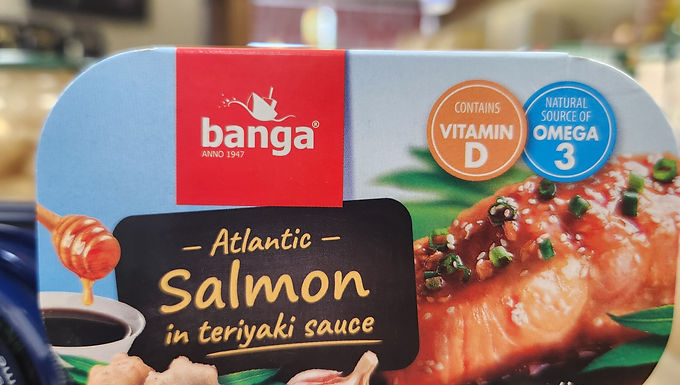 banga®
ANNO 1947
CONTAINS
VITAMIN
D
NATURAL
SOURCE OF
OMEGA
3
– Atlantic –
Salmon
in teriyaki sauce